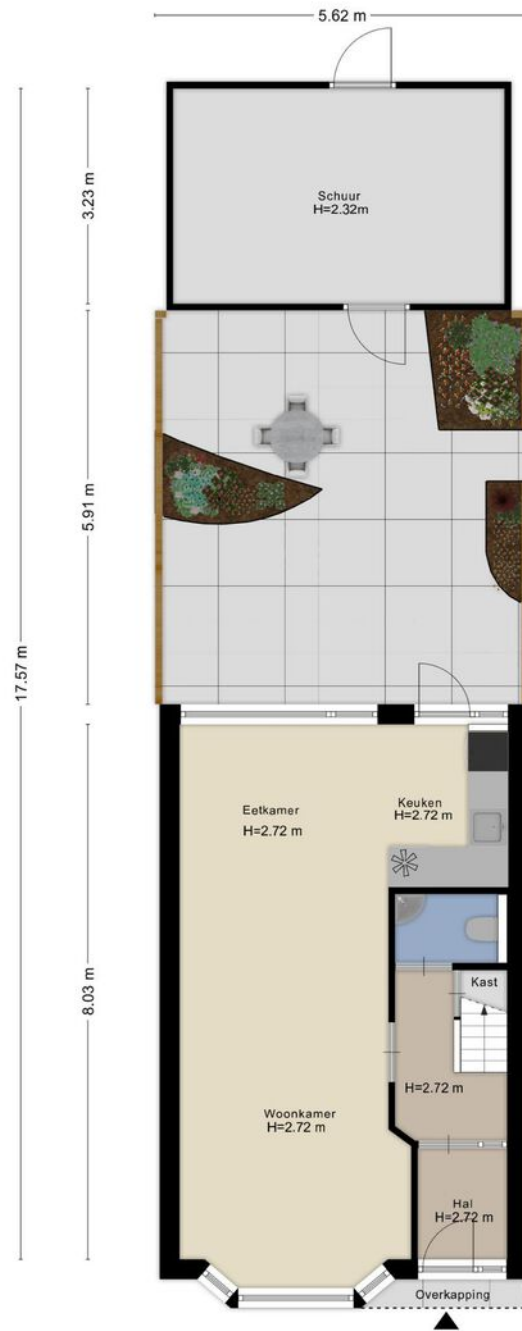 5.62 m
3.23 m
Schuur
H=2.32m
5.91 m
17.57 m
Eetkamer
H=2.72 m
Keuken
H=2.72 m
8.03 m
Kast
H=2.72 m
Woonkamer
H=2.72 m
Hal
H=2.72 m
Overkapping